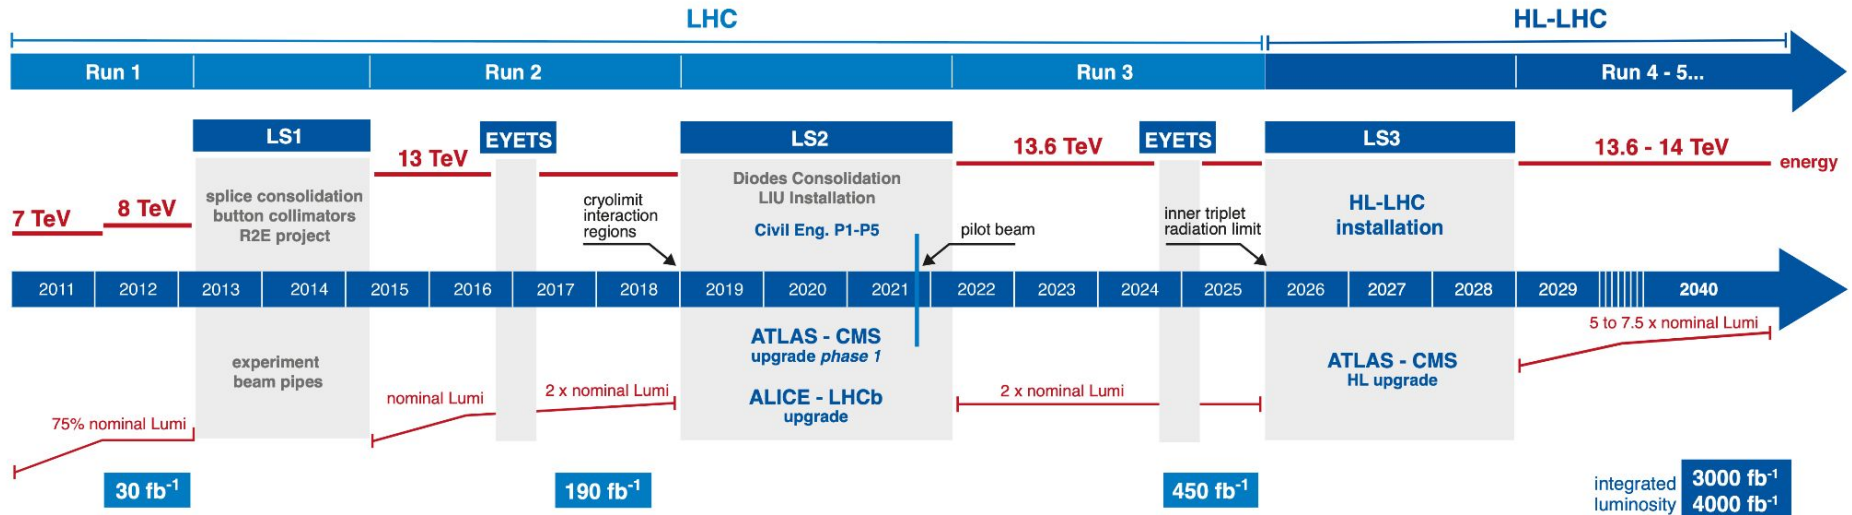 LHC
HL-LHC
Run 1
Run 2
Run 3
Run 4 - 5...
LS1
EYETS
LS2
EYETS
LS3
13 TeV
13.6 TeV
13.6 - 14 TeV
energy
7 TeV
8 TeV
splice consolidation
button collimators
R2E project
cryolimit
interaction
regions
Diodes Consolidation
LIU Installation
Civil Eng. P1-P5
pilot beam
inner triplet
radiation limit
HL-LHC
installation
2011
2012
2013
2014
2015
2016
2017
2018
2019
2020
2021
2022
2023
2024
2025
2026
2027
2028
2029
2040
5 to 7.5 x nominal Lumi
experiment
beam pipes
ATLAS - CMS
upgrade phase 1
ALICE - LHCb
upgrade
ATLAS - CMS
HL upgrade
75% nominal Lumi
nominal Lumi
2 x nominal Lumi
2 x nominal Lumi
30 fb⁻¹
190 fb⁻¹
450 fb⁻¹
integrated
luminosity
3000 fb⁻¹
4000 fb⁻¹